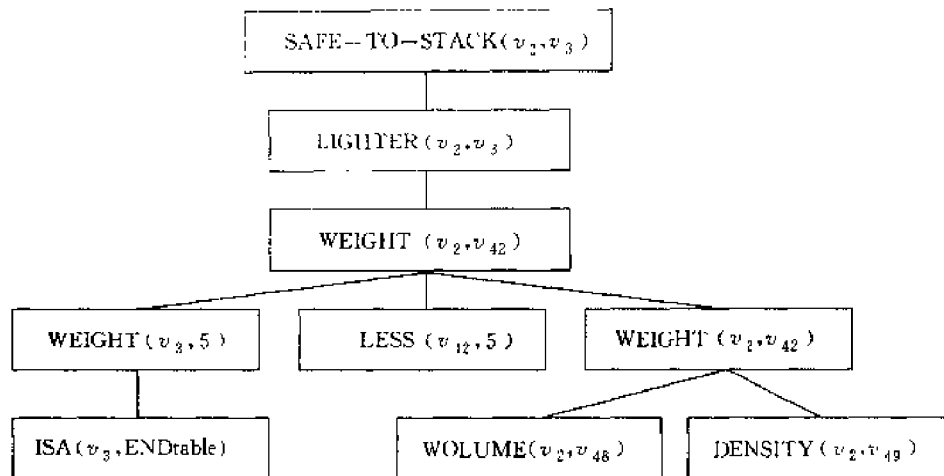 SAFE-TO-STACK(v₂,v₃)
LIGHTER(v₂,v₃)
WEIGHT (v₂,v₄₂)
WEIGHT(v₃,5) LESS(v₁₂,5) WEIGHT(v₂,v₄₂)
ISA(v₃,ENDtable) WOLUME(v₂,v₄₈) DENSITY(v₂,v₄₉)